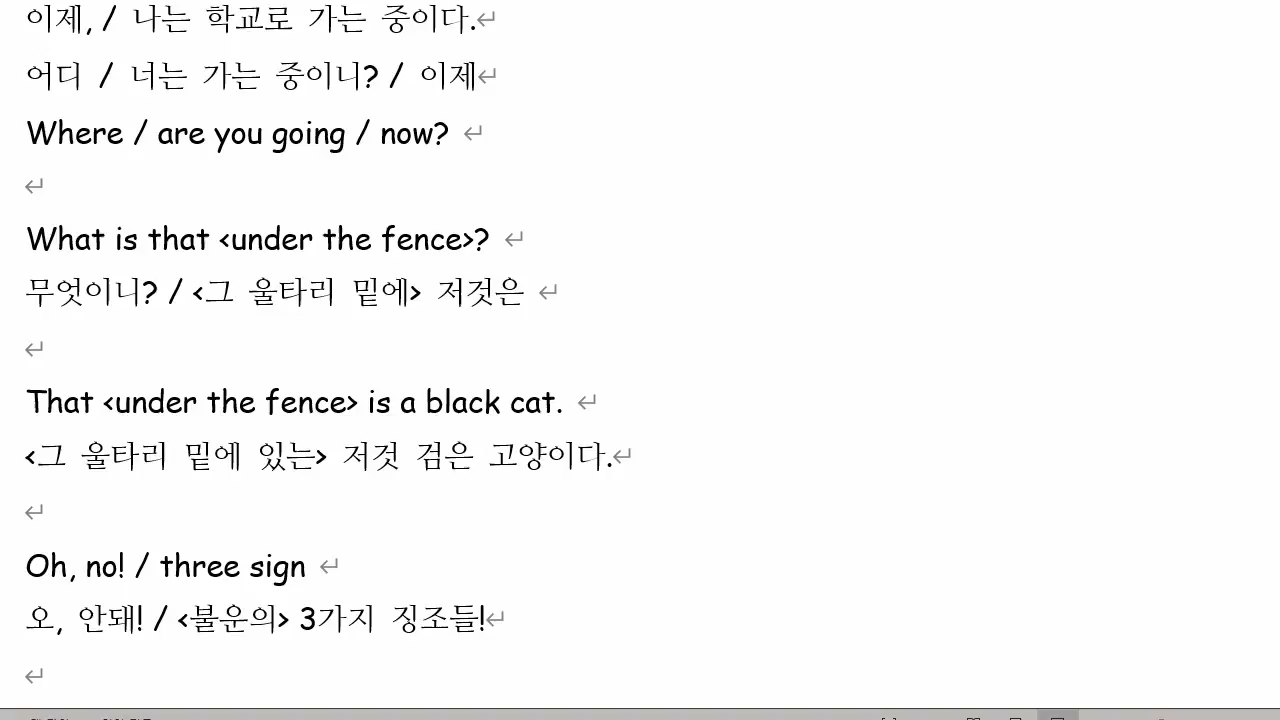 이제, / 나는 학교로 가는 중이다.
어디 / 너는 가는 중이니? / 이제
Where / are you going / now?
What is that <under the fence>?
무엇이니? / <그 울타리 밑에> 저것은
That <under the fence> is a black cat.
<그 울타리 밑에 있는> 저것 검은 고양이다.
Oh, no! / three sign
오, 안돼! / <불운의> 3가지 징조들!